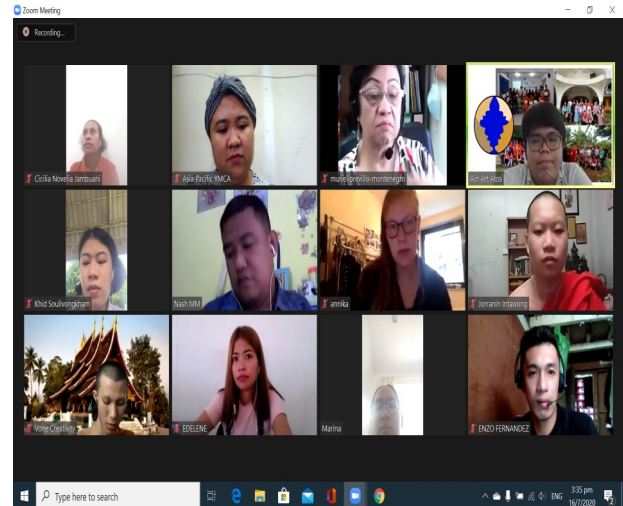 Zoom Meeting
Recording...
Cicilia Novelia Jambuani
Asia Pacific YMCA
muriel orevillo-montenegro
Ain Art Atos
Khid Soulivongkham
Nash MM
annika
Jorranin Intawong
Vone Creativity
EDELENE
Marina
ENZO FERNANDEZ
Type here to search
ENG
3:35 pm
16/7/2020
2